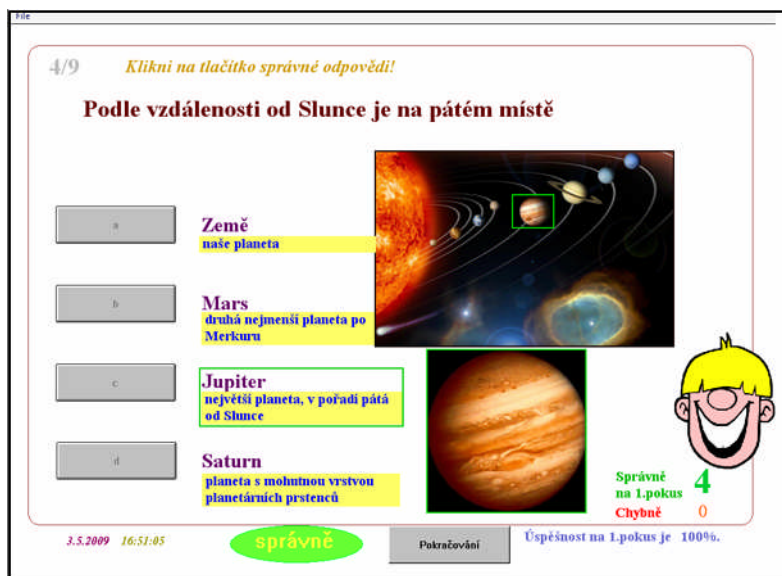 File
4/9 Klikni na tlačítko správné odpovědi!
Podle vzdálenosti od Slunce je na pátém místě
a
Země
naše planeta
b
Mars
druhá nejmenší planeta po
Merkuru
c
Jupiter
největší planeta, v pořadí pátá
od Slunce
d
Saturn
planeta s mohutnou vrstvou
planetárních prstenců
Správně
na 1.pokus 4
Chybně 0
3.5.2009 16:51:05
správně
Pokračování
Úspěšnost na 1.pokus je 100%.